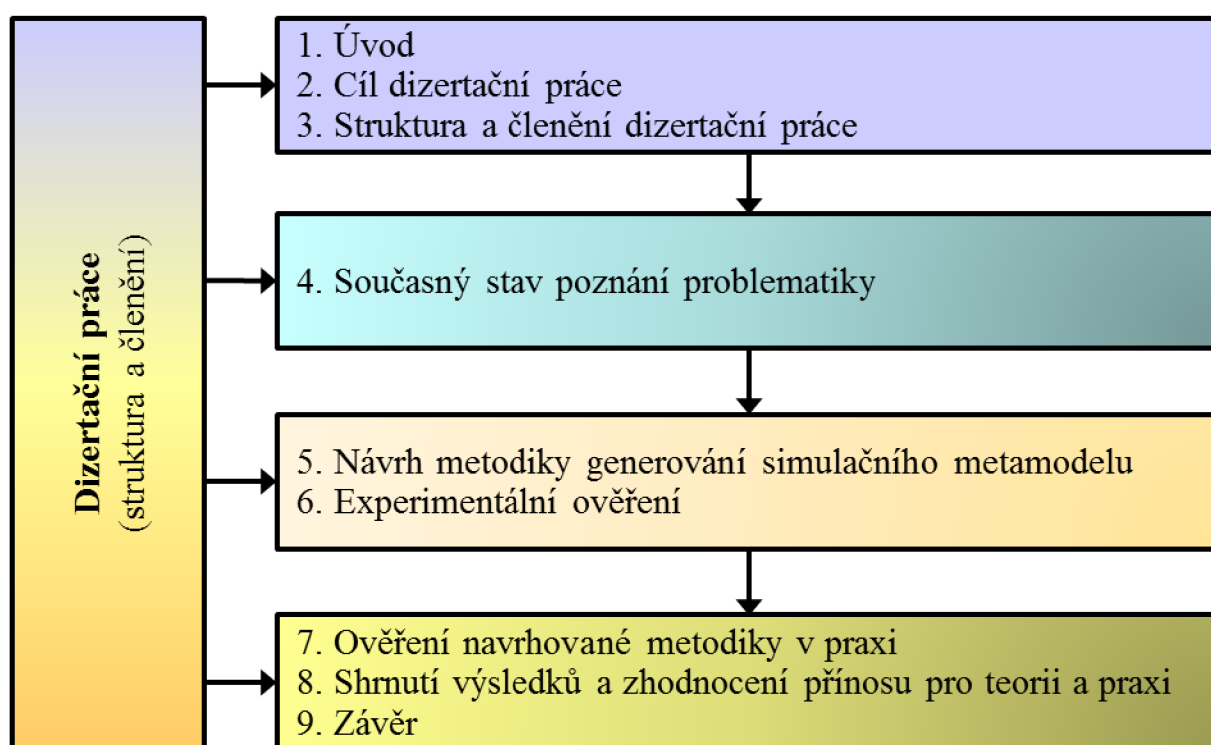 Dizertační práce
(struktura a členění)
1. Úvod
2. Cíl dizertační práce
3. Struktura a členění dizertační práce
4. Současný stav poznání problematiky
5. Návrh metodiky generování simulačního metamodelu
6. Experimentální ověření
7. Ověření navrhované metodiky v praxi
8. Shrnutí výsledků a zhodnocení přínosu pro teorii a praxi
9. Závěr